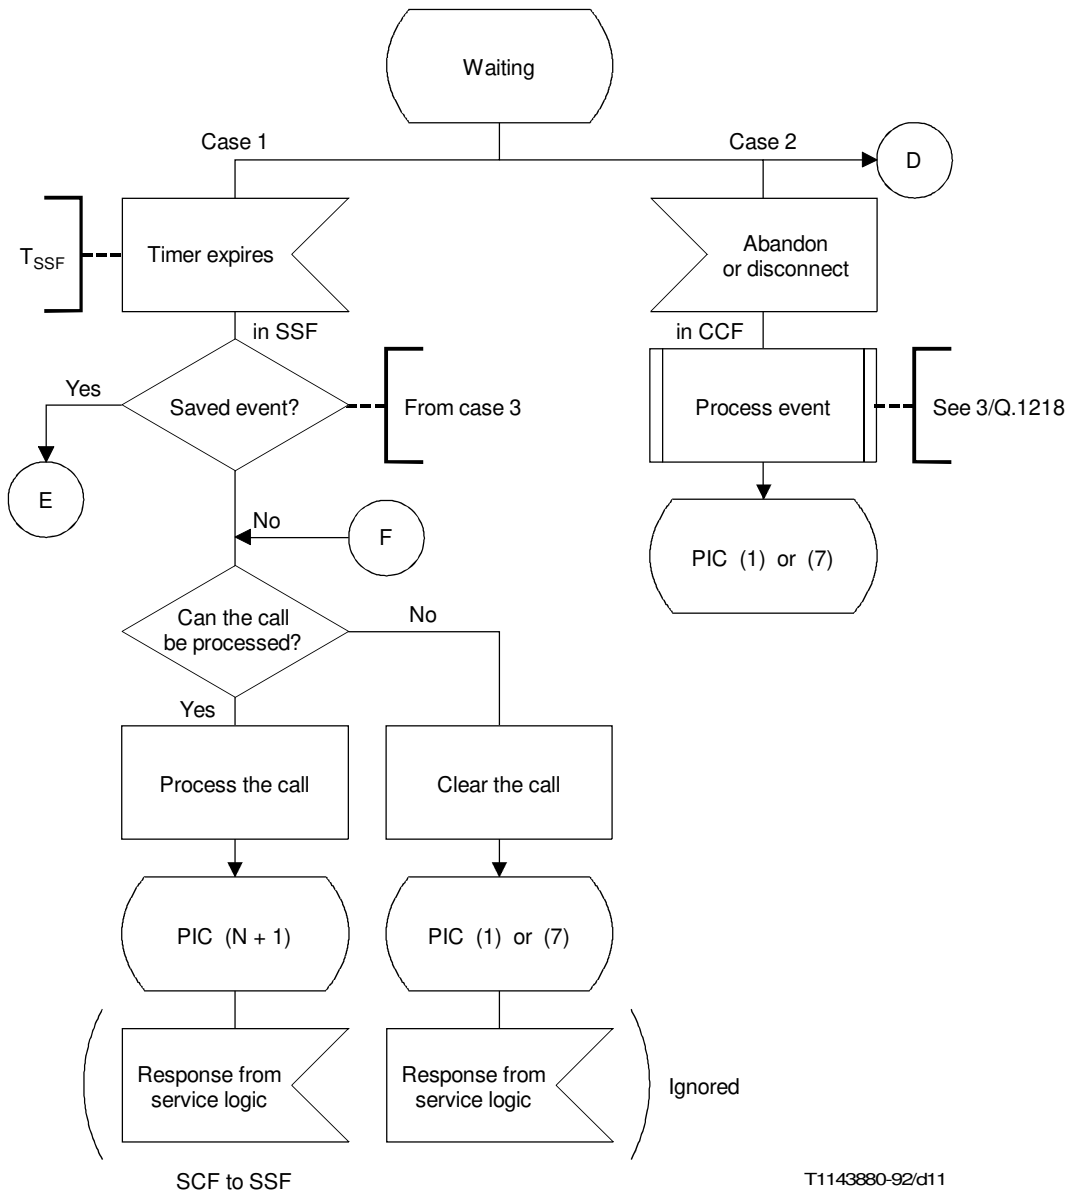 Waiting
Case 1
Case 2
D
T_SSF
Timer expires
Abandon
or disconnect
in SSF
in CCF
Yes
Saved event?
From case 3
Process event
See 3/Q.1218
E
No
F
PIC (1) or (7)
Can the call
be processed?
No
Yes
Process the call
Clear the call
PIC (N + 1)
PIC (1) or (7)
Response from
service logic
Response from
service logic
Ignored
SCF to SSF
T1143880-92/d11